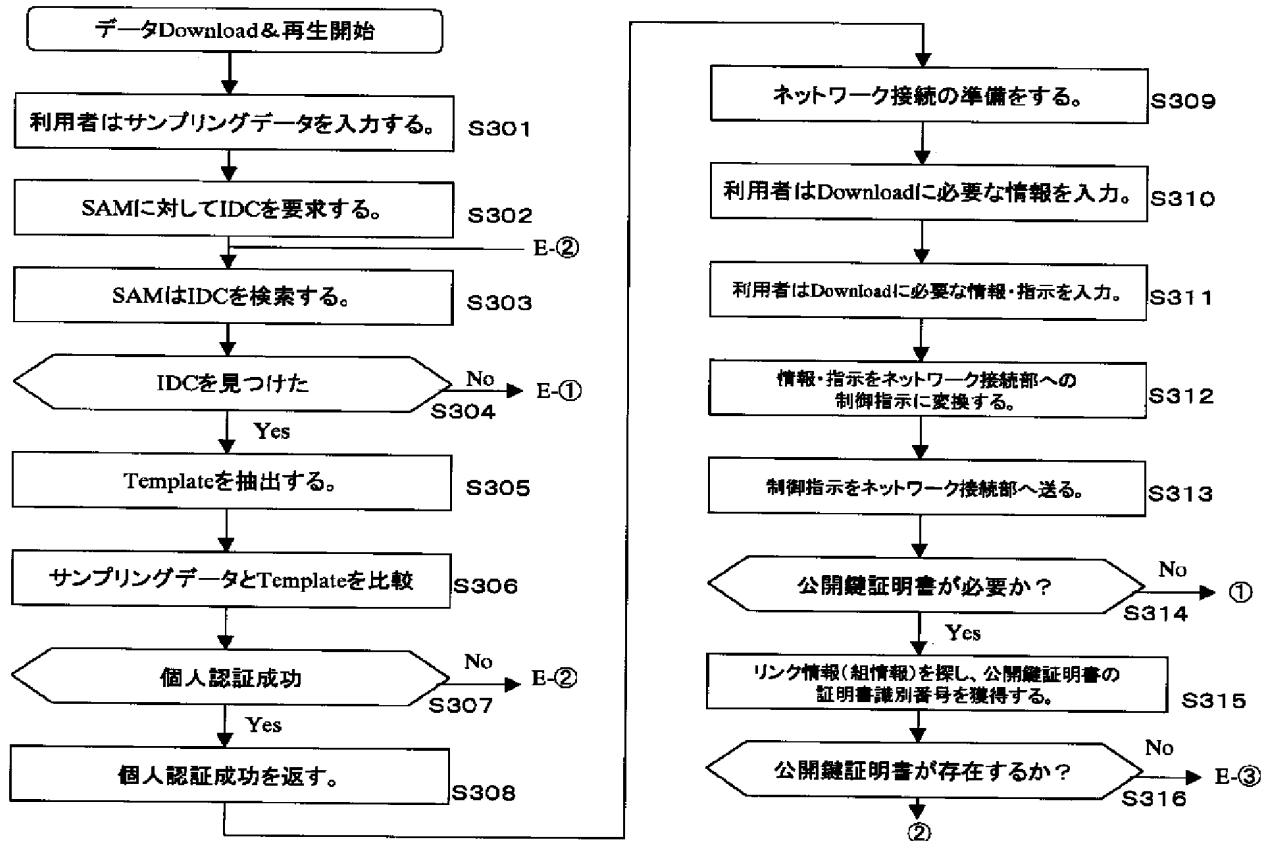 データDownload&再生開始
利用者はサンプリングデータを入力する。
S301
SAMに対してIDCを要求する。
S302
E-②
SAMはIDCを検索する。
S303
IDCを見つけた
No
E-①
S304
Yes
Templateを抽出する。
S305
サンプリングデータとTemplateを比較
S306
個人認証成功
No
E-②
S307
Yes
個人認証成功を返す。
S308
ネットワーク接続の準備をする。
S309
利用者はDownloadに必要な情報を入力。
S310
利用者はDownloadに必要な情報・指示を入力。
S311
情報・指示をネットワーク接続部への
制御指示に変換する。
S312
制御指示をネットワーク接続部へ送る。
S313
公開鍵証明書が必要か?
No
①
S314
Yes
リンク情報(組情報)を探し、公開鍵証明書の
証明書識別番号を獲得する。
S315
公開鍵証明書が存在するか?
No
E-③
S316
②